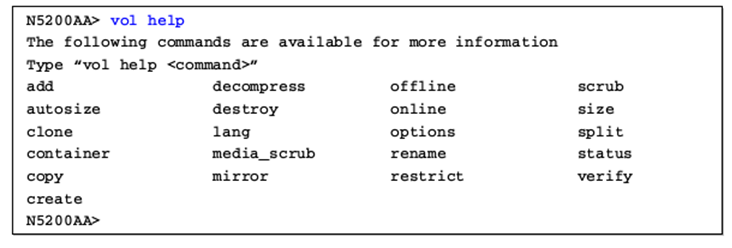 N5200AA> vol help
The following commands are available for more information
Type “vol help <command>”
add decompress offline scrub
autosize destroy online size
clone lang options split
container media_scrub rename status
copy mirror restrict verify
create
N5200AA>